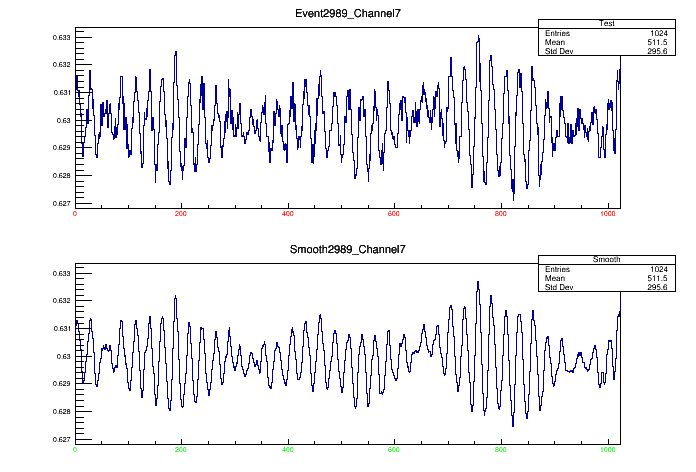 Event2989_Channel7
Test
Entries 1024
Mean 511.5
Std Dev 295.6
0.633
0.632
0.631
0.63
0.629
0.628
0.627
0 200 400 600 800 1000
Smooth2989_Channel7
Smooth
Entries 1024
Mean 511.5
Std Dev 295.6
0.633
0.632
0.631
0.63
0.629
0.628
0.627
0 200 400 600 800 1000